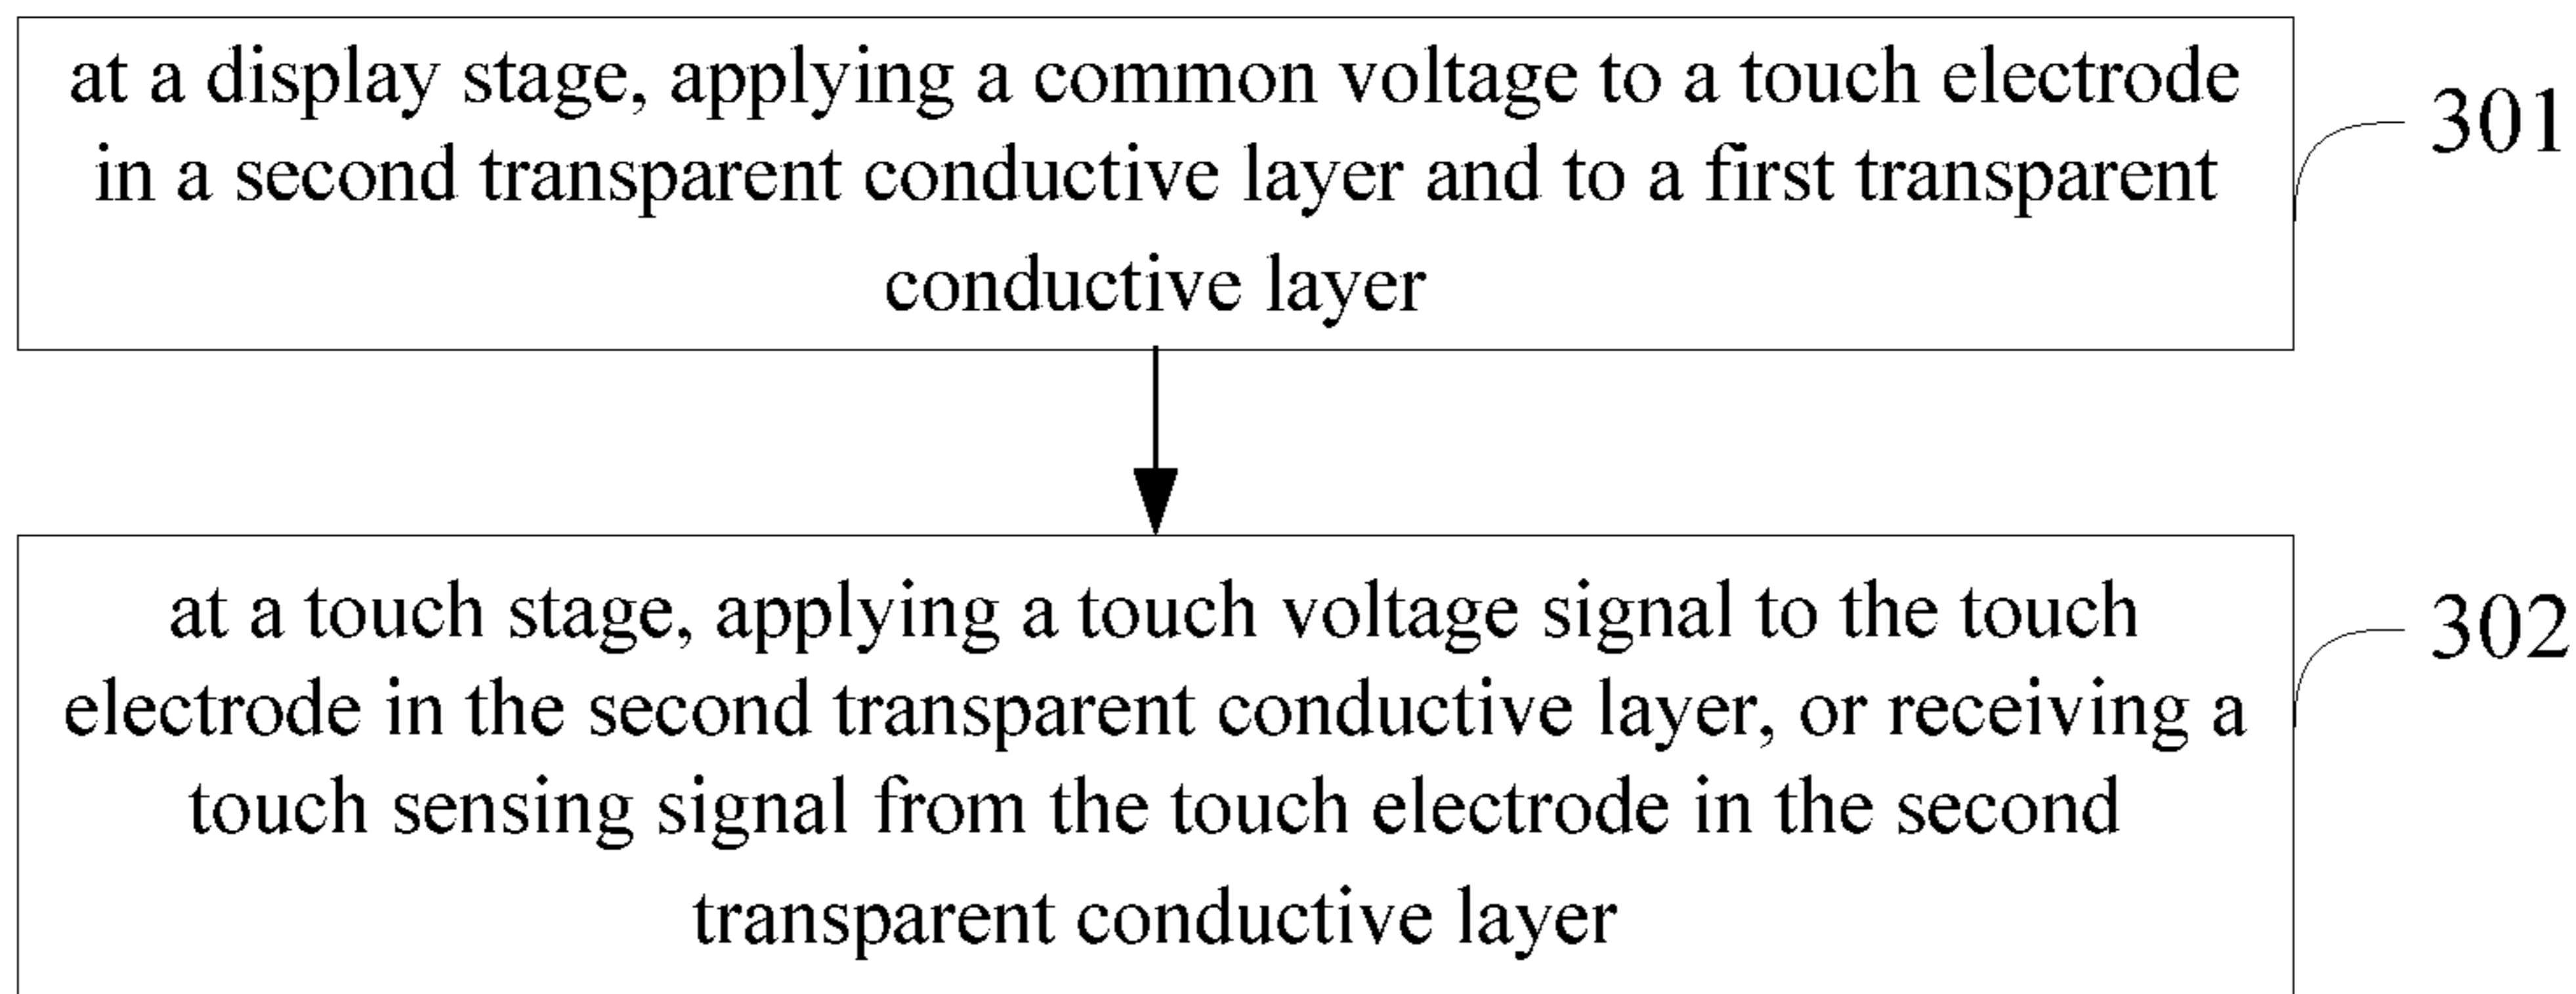 at a display stage, applying a common voltage to a touch electrode
in a second transparent conductive layer and to a first transparent
conductive layer
301
at a touch stage, applying a touch voltage signal to the touch
electrode in the second transparent conductive layer, or receiving a
touch sensing signal from the touch electrode in the second
transparent conductive layer
302